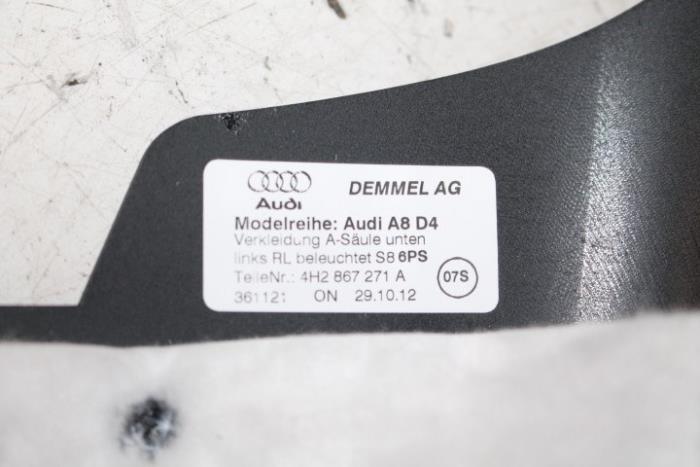 Audi DEMMEL AG
Modelreihe: Audi A8 D4
Verkleidung A-Säule unten
links RL beleuchtet S8 6PS
TeileNr.: 4H2 867 271 A 07S
361121 ON 29.10.12